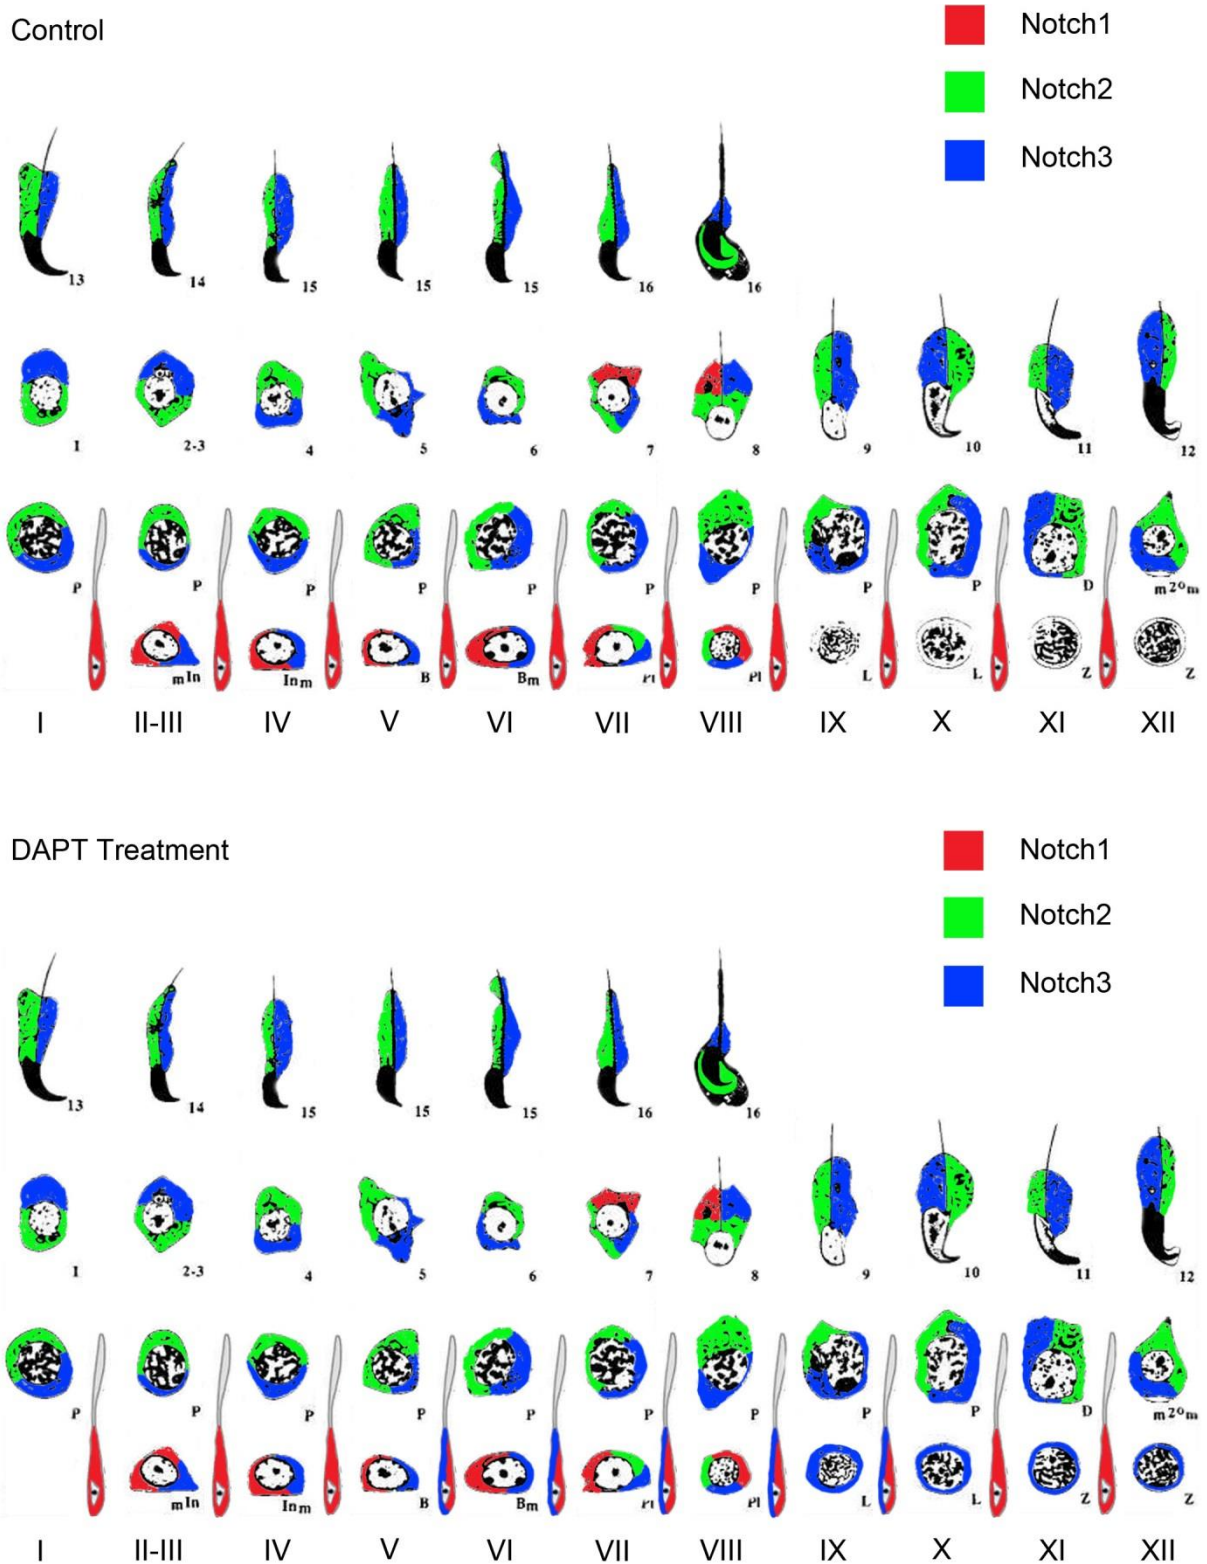 Control
Notch1
Notch2
Notch3
13 14 15 15 15 16 16
I 2-3 4 5 6 7 8 9 10 11 12
P P P P P P P P P D m2om
mIn Inm B Bm Pl Pl L L Z Z
I II-III IV V VI VII VIII IX X XI XII
DAPT Treatment
Notch1
Notch2
Notch3
13 14 15 15 15 16 16
I 2-3 4 5 6 7 8 9 10 11 12
P P P P P P P P P D m2om
mIn Inm B Bm Pl Pl L L Z Z
I II-III IV V VI VII VIII IX X XI XII